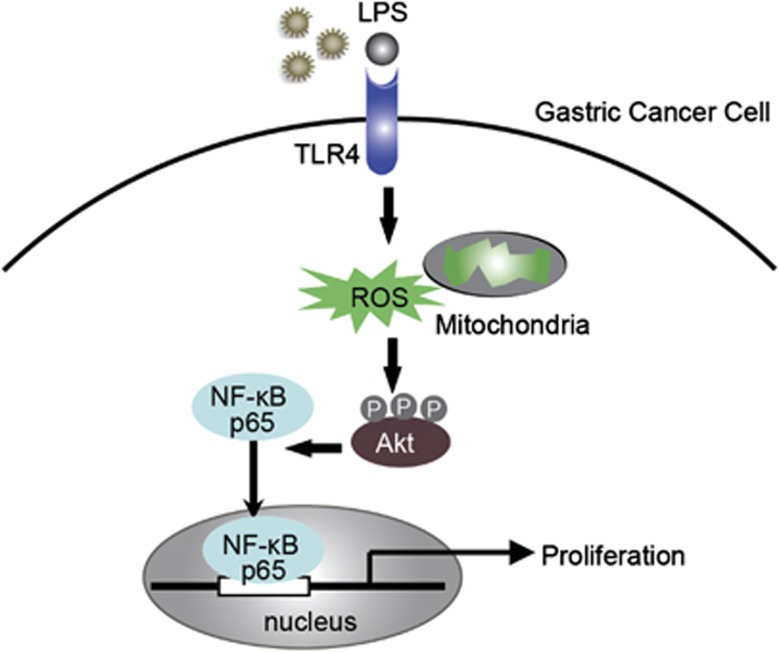 LPS
Gastric Cancer Cell
TLR4
ROS
Mitochondria
NF-κB
p65
P P P
Akt
NF-κB
p65
Proliferation
nucleus